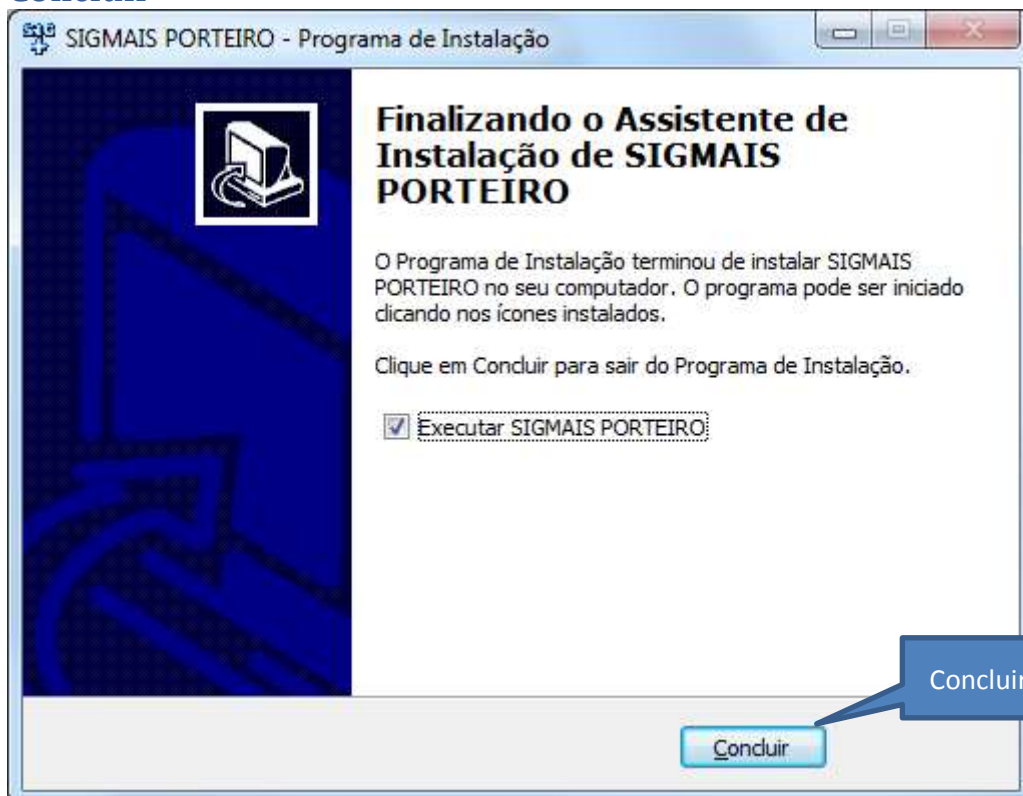 Concluir
SIGMAIS PORTEIRO - Programa de Instalação
Finalizando o Assistente de
Instalação de SIGMAIS
PORTEIRO
O Programa de Instalação terminou de instalar SIGMAIS
PORTEIRO no seu computador. O programa pode ser iniciado
clicando nos ícones instalados.
Clique em Concluir para sair do Programa de Instalação.
Executar SIGMAIS PORTEIRO
Concluir
Concluir